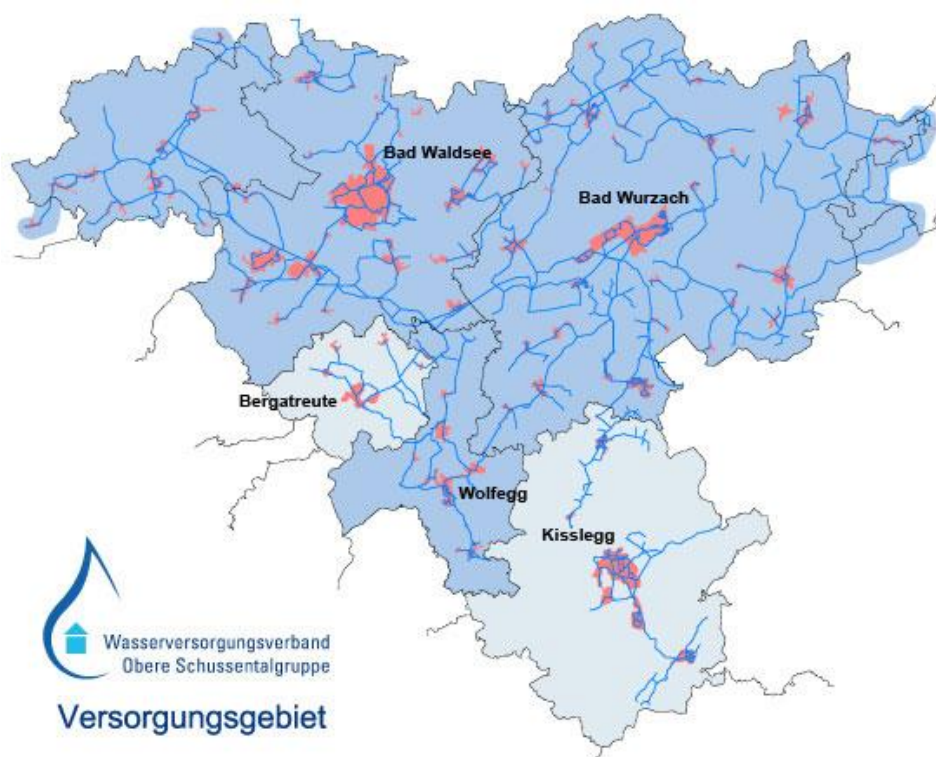 Bad Waldsee
Bad Wurzach
Bergatreute
Wolfegg
Kisslegg
Wasserversorgungsverband
Obere Schussentalgruppe
Versorgungsgebiet